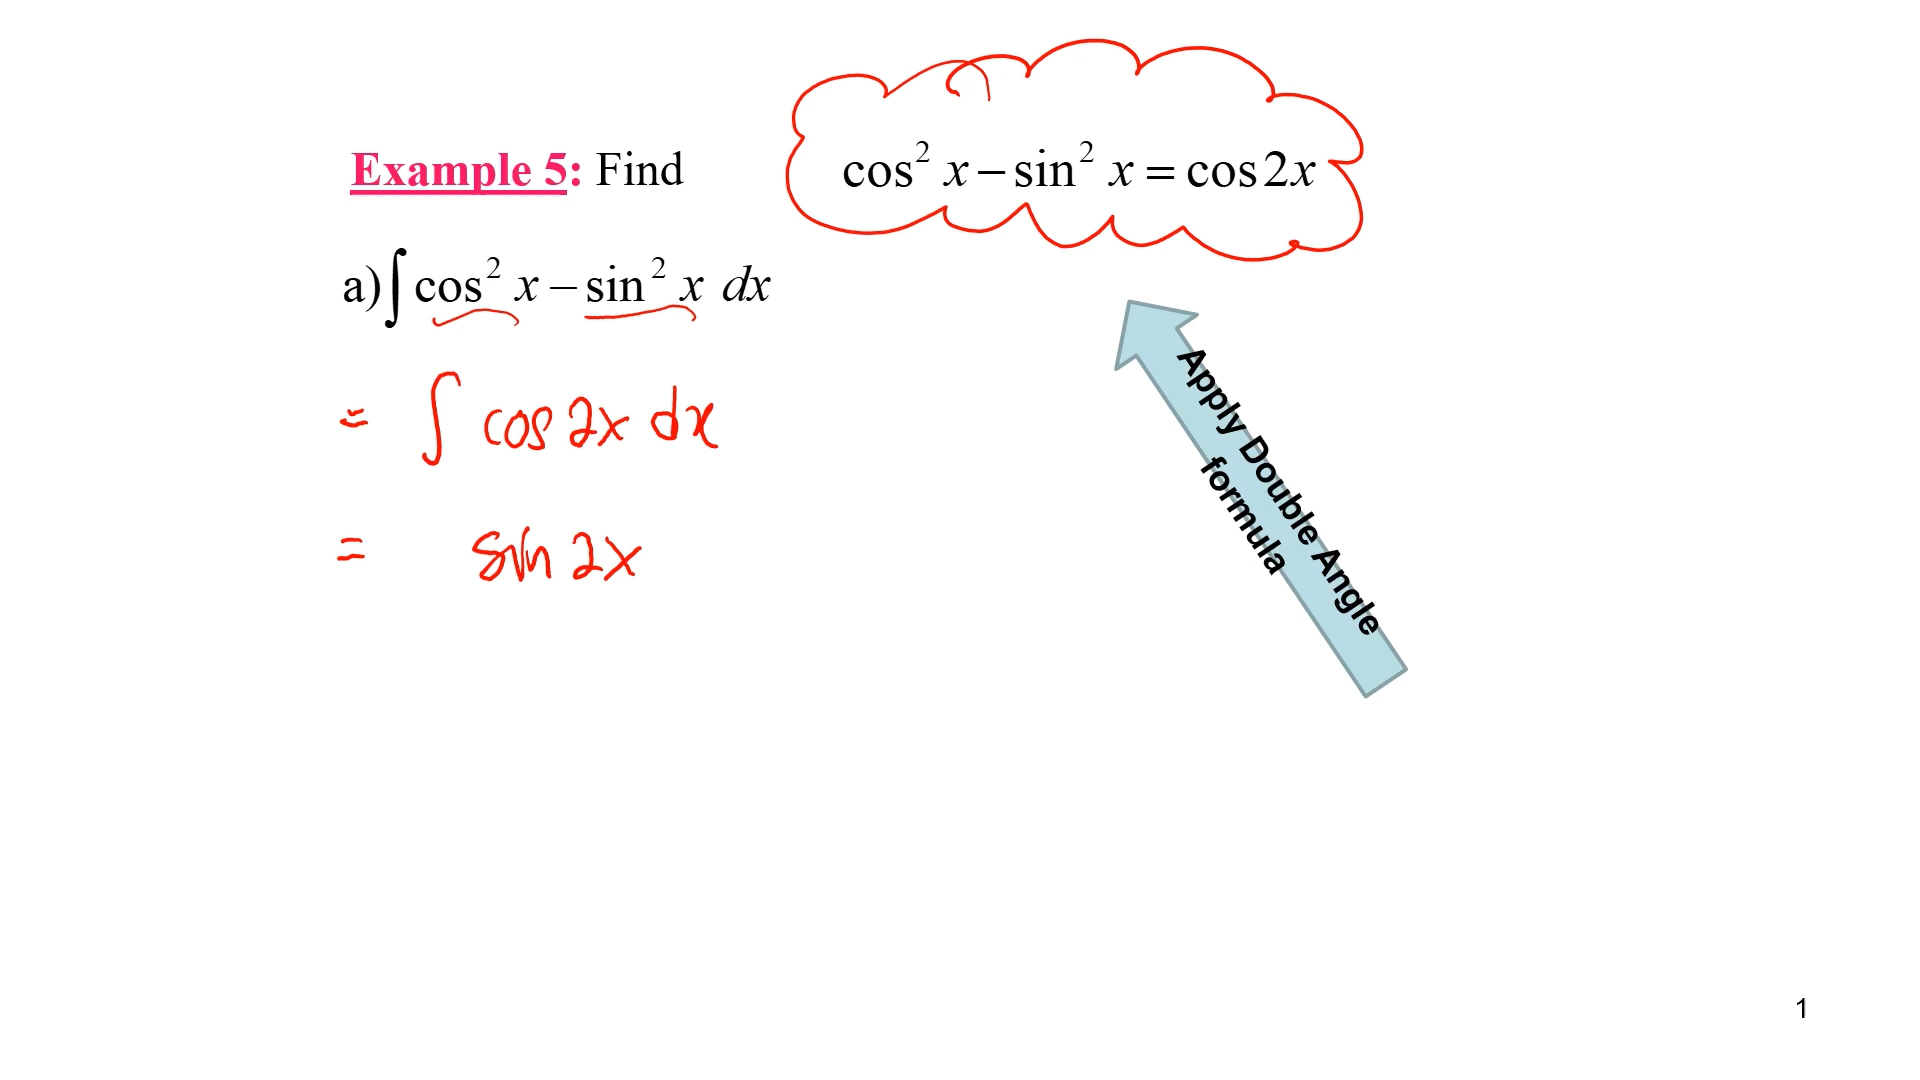 Example 5: Find
cos² x − sin² x = cos 2x
a) ∫ cos² x − sin² x dx
= ∫ cos 2x dx
= sin 2x
Apply Double Angle
formula
1